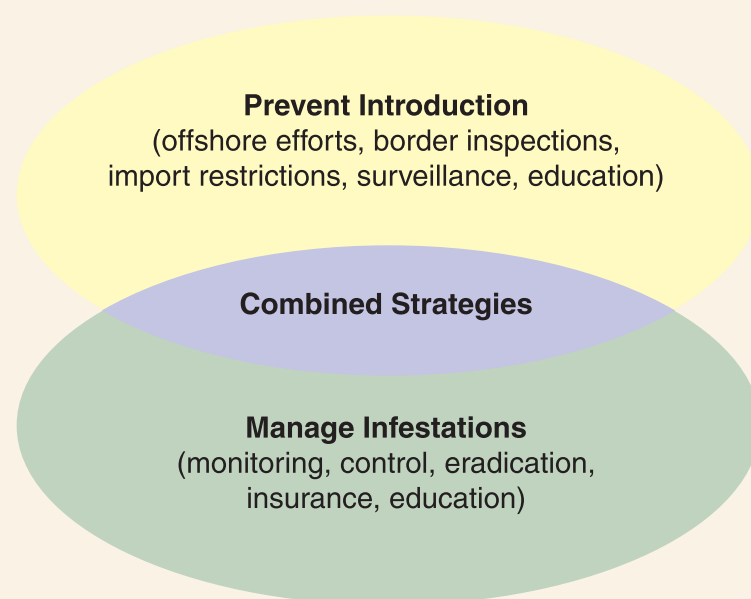 Prevent Introduction
(offshore efforts, border inspections,
import restrictions, surveillance, education)
Combined Strategies
Manage Infestations
(monitoring, control, eradication,
insurance, education)